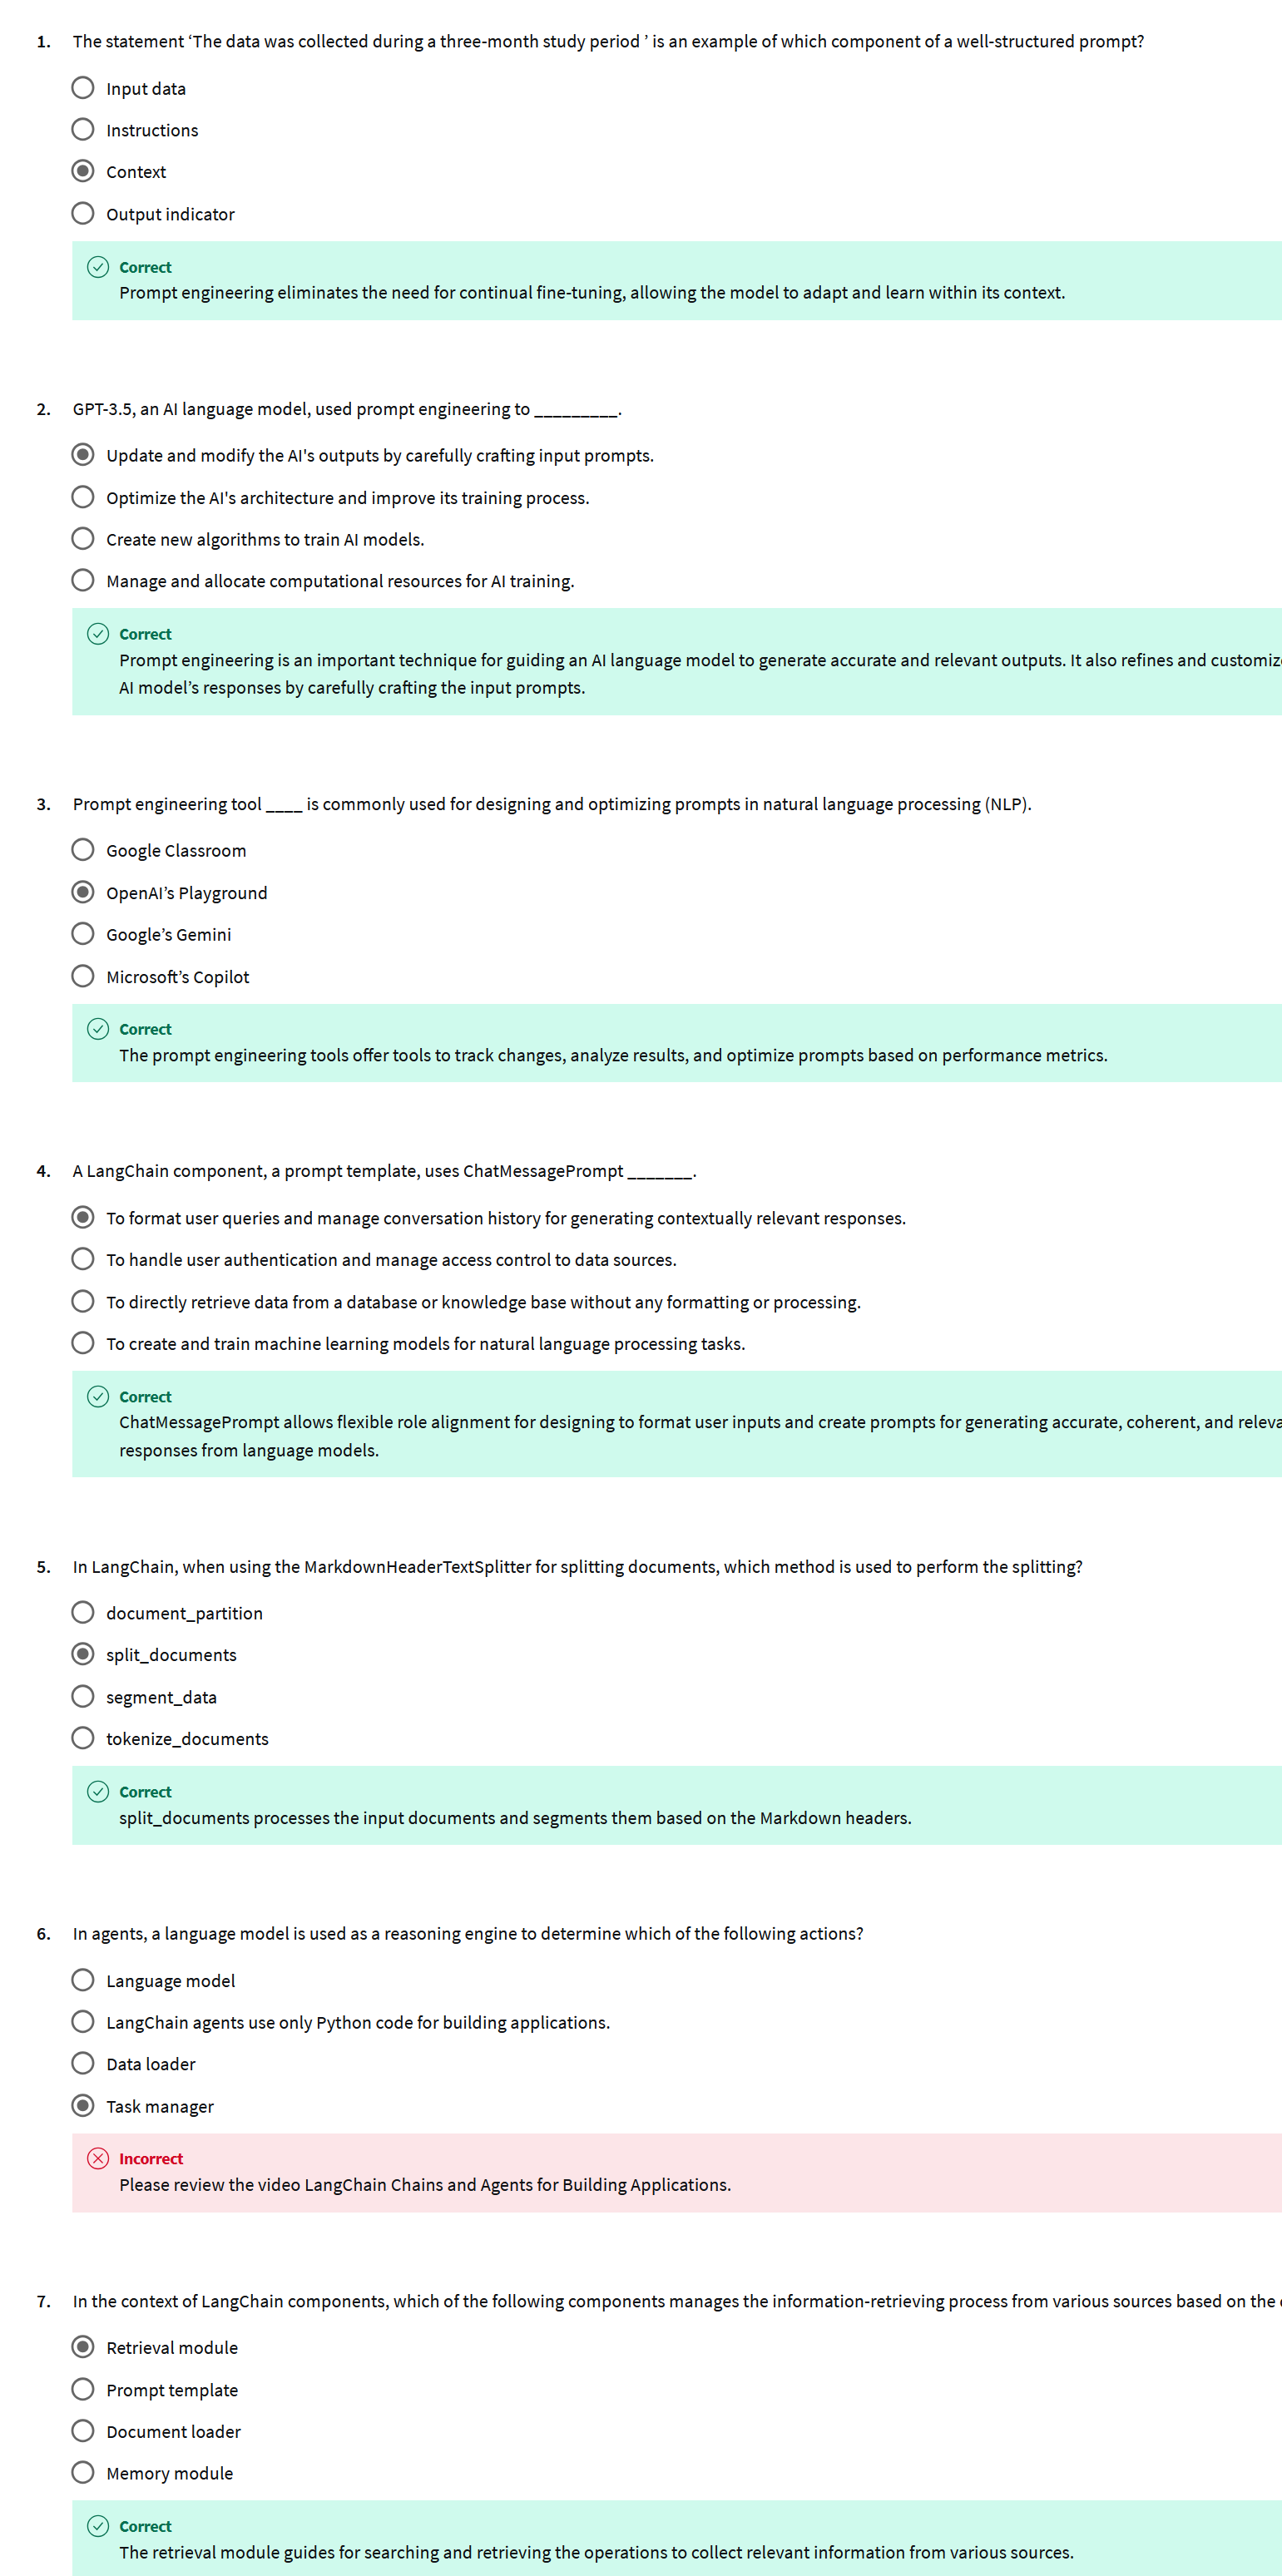 1. The statement ‘The data was collected during a three-month study period ’ is an example of which component of a well-structured prompt?
Input data
Instructions
Context
Output indicator
Correct
Prompt engineering eliminates the need for continual fine-tuning, allowing the model to adapt and learn within its context.
2. GPT-3.5, an AI language model, used prompt engineering to _________.
Update and modify the AI's outputs by carefully crafting input prompts.
Optimize the AI's architecture and improve its training process.
Create new algorithms to train AI models.
Manage and allocate computational resources for AI training.
Correct
Prompt engineering is an important technique for guiding an AI language model to generate accurate and relevant outputs. It also refines and
AI model’s responses by carefully crafting the input prompts.
3. Prompt engineering tool ____ is commonly used for designing and optimizing prompts in natural language processing (NLP).
Google Classroom
OpenAI’s Playground
Google’s Gemini
Microsoft’s Copilot
Correct
The prompt engineering tools offer tools to track changes, analyze results, and optimize prompts based on performance metrics.
4. A LangChain component, a prompt template, uses ChatMessagePrompt _______.
To format user queries and manage conversation history for generating contextually relevant responses.
To handle user authentication and manage access control to data sources.
To directly retrieve data from a database or knowledge base without any formatting or processing.
To create and train machine learning models for natural language processing tasks.
Correct
ChatMessagePrompt allows flexible role alignment for designing to format user inputs and create prompts for generating accurate, coherent, and
responses from language models.
5. In LangChain, when using the MarkdownHeaderTextSplitter for splitting documents, which method is used to perform the splitting?
document_partition
split_documents
segment_data
tokenize_documents
Correct
split_documents processes the input documents and segments them based on the Markdown headers.
6. In agents, a language model is used as a reasoning engine to determine which of the following actions?
Language model
LangChain agents use only Python code for building applications.
Data loader
Task manager
Incorrect
Please review the video LangChain Chains and Agents for Building Applications.
7. In the context of LangChain components, which of the following components manages the information-retrieving process from various sources based on the
Retrieval module
Prompt template
Document loader
Memory module
Correct
The retrieval module guides for searching and retrieving the operations to collect relevant information from various sources.